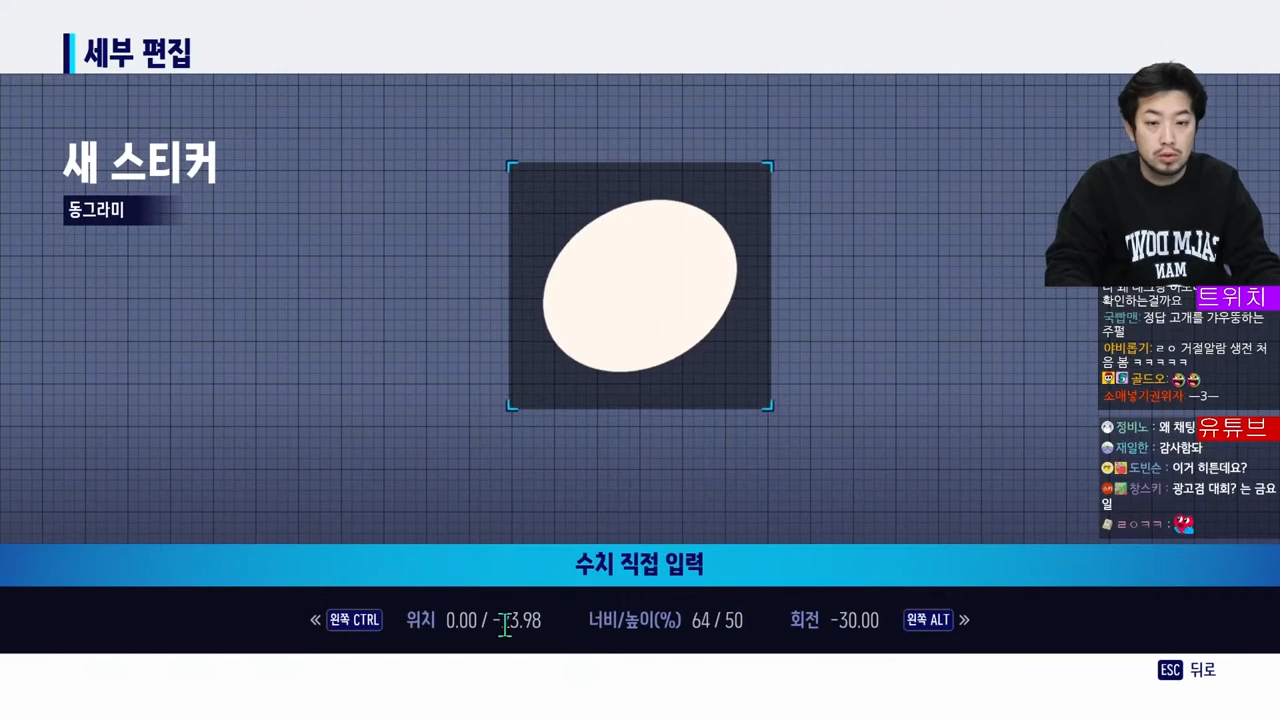 세부 편집
새 스티커
동그라미
수치 직접 입력
« 왼쪽 CTRL 위치 0.00 / 너비/높이(%) 64 / 50 회전 -30.00 왼쪽 ALT »
ESC 뒤로
CALM DOWN
MAN
확인하는걸까요
트위치
국빱맨: 정답 고개를 갸우뚱하는
주펄
야비롭기: ㄹㅇ 거절알람 생전 처
음 봄 ㅋㅋㅋㅋㅋ
골드오:
소매넣기권위자 —3—
정비노 : 왜 채팅
유튜브
재일한 : 감사함돠
도빈슨 : 이거 히튼데요?
창스키 : 광고겸 대회? 는 금요
일
ㄹㅇㅋㅋ :